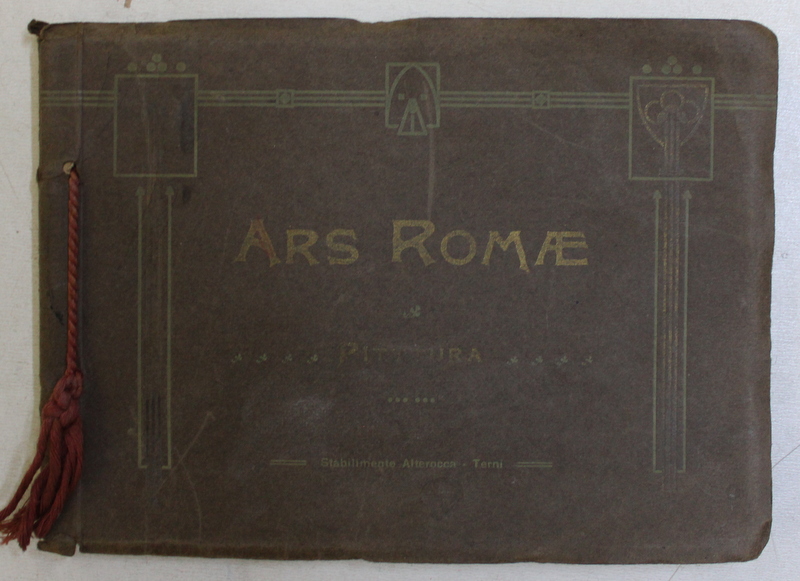 ARS ROMÆ
PITTURA
Stabilimento Alterocca - Terni